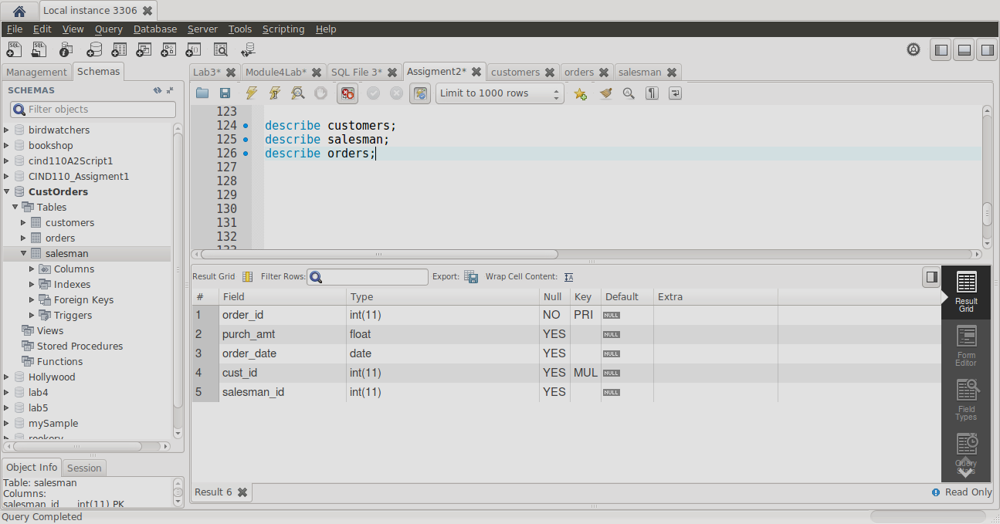 Local instance 3306
File Edit View Query Database Server Tools Scripting Help
Management Schemas
Lab3* Module4Lab* SQL File 3* Assigment2* customers orders salesman
SCHEMAS
Filter objects
birdwatchers
bookshop
cind110A2Script1
CIND110_Assigment1
CustOrders
Tables
customers
orders
salesman
Columns
Indexes
Foreign Keys
Triggers
Views
Stored Procedures
Functions
Hollywood
lab4
lab5
mySample
rookery
Object Info Session
Table: salesman
Columns:
salesman_id int(11) PK
Limit to 1000 rows
123
124 describe customers;
125 describe salesman;
126 describe orders;
127
128
129
130
131
132
133
Result Grid Filter Rows: Export: Wrap Cell Content:
# Field Type Null Key Default Extra
1 order_id int(11) NO PRI NULL
2 purch_amt float YES NULL
3 order_date date YES NULL
4 cust_id int(11) YES MUL NULL
5 salesman_id int(11) YES NULL
Result
Grid
Form
Editor
Field
Types
Query
Stats
Result 6
Read Only
Query Completed